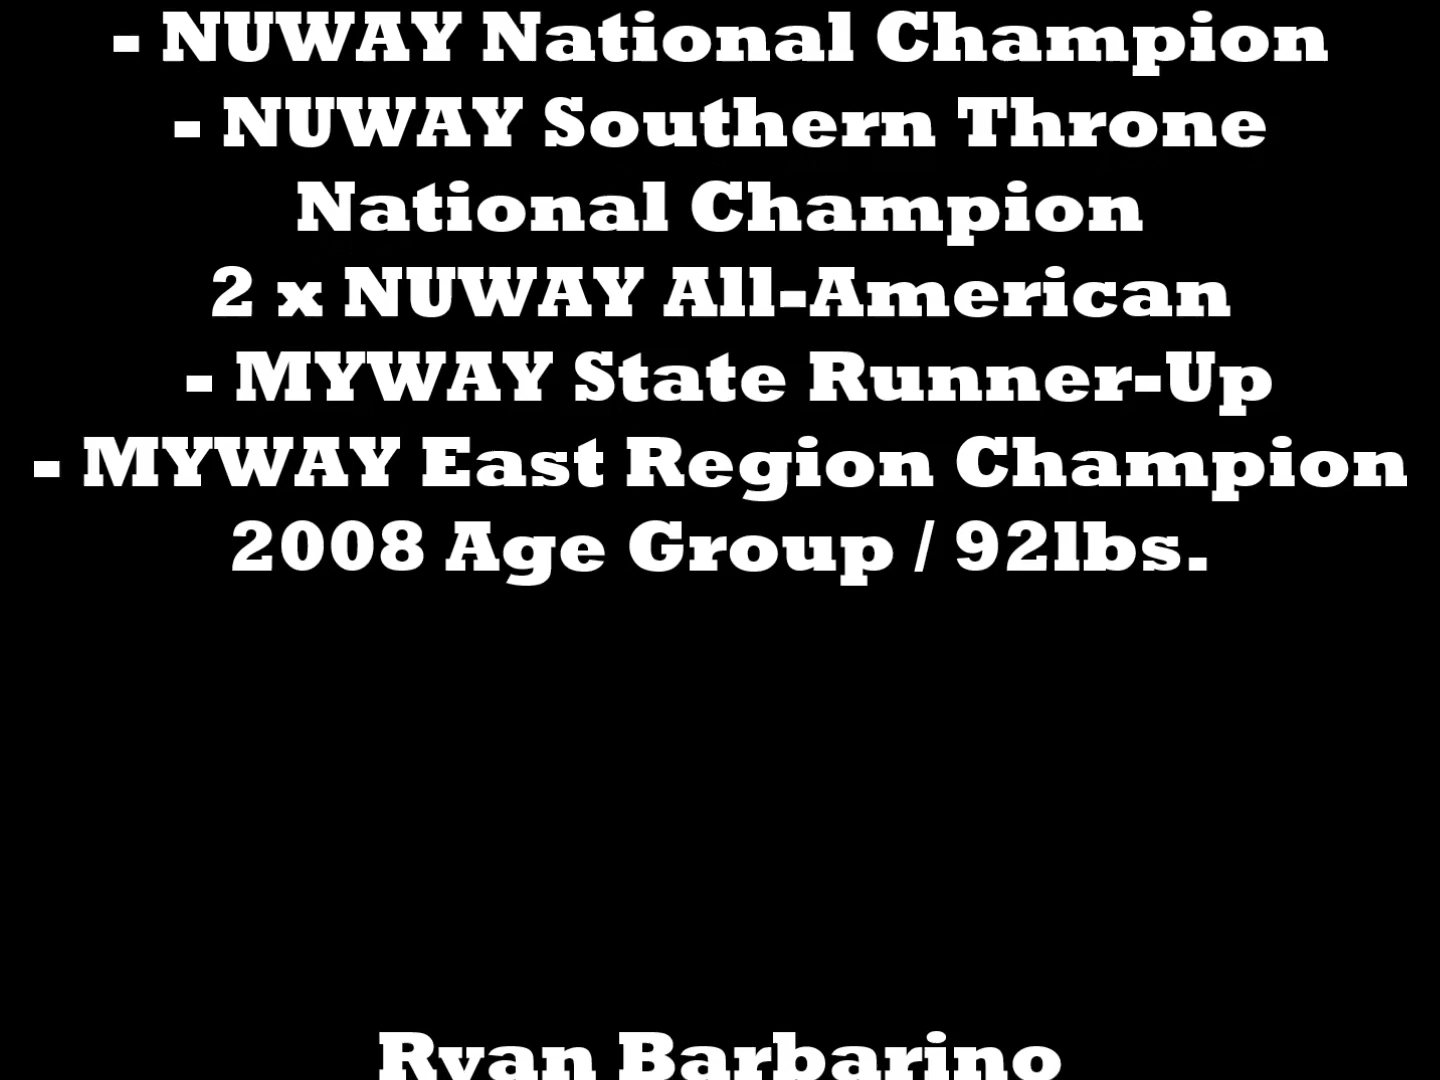 - NUWAY National Champion
- NUWAY Southern Throne
National Champion
2 x NUWAY All-American
- MYWAY State Runner-Up
- MYWAY East Region Champion
2008 Age Group / 92lbs.
Ryan Barbarino